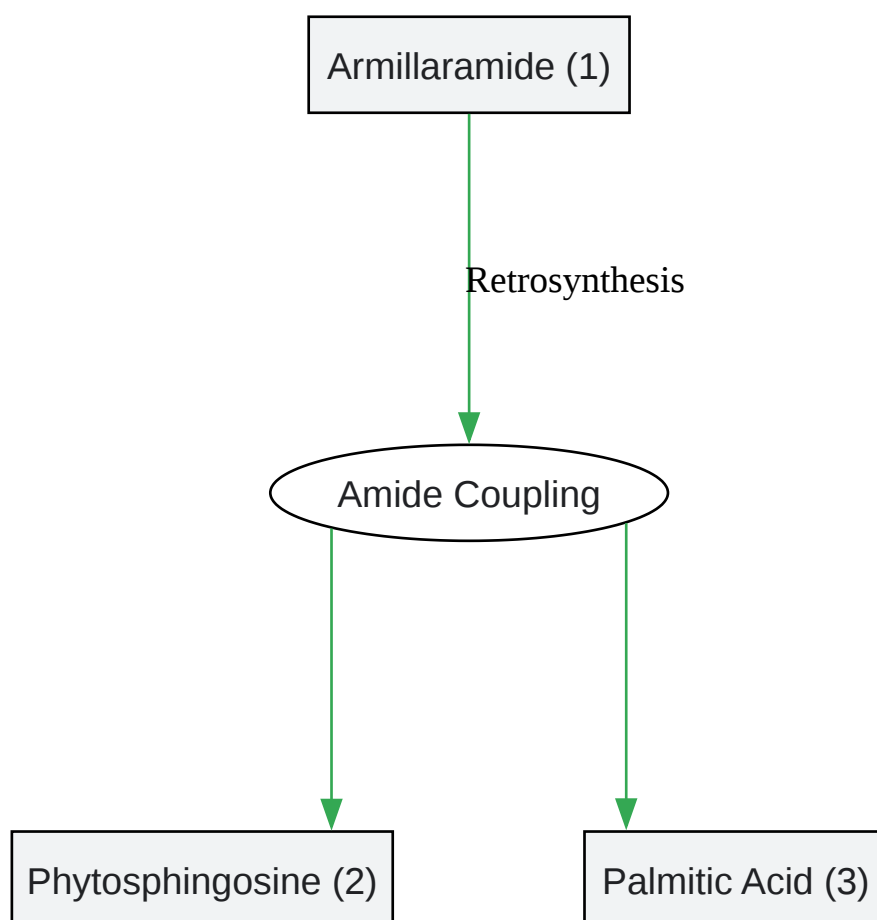 Armillaramide (1)
Retrosynthesis
Amide Coupling
Phytosphingosine (2)
Palmitic Acid (3)